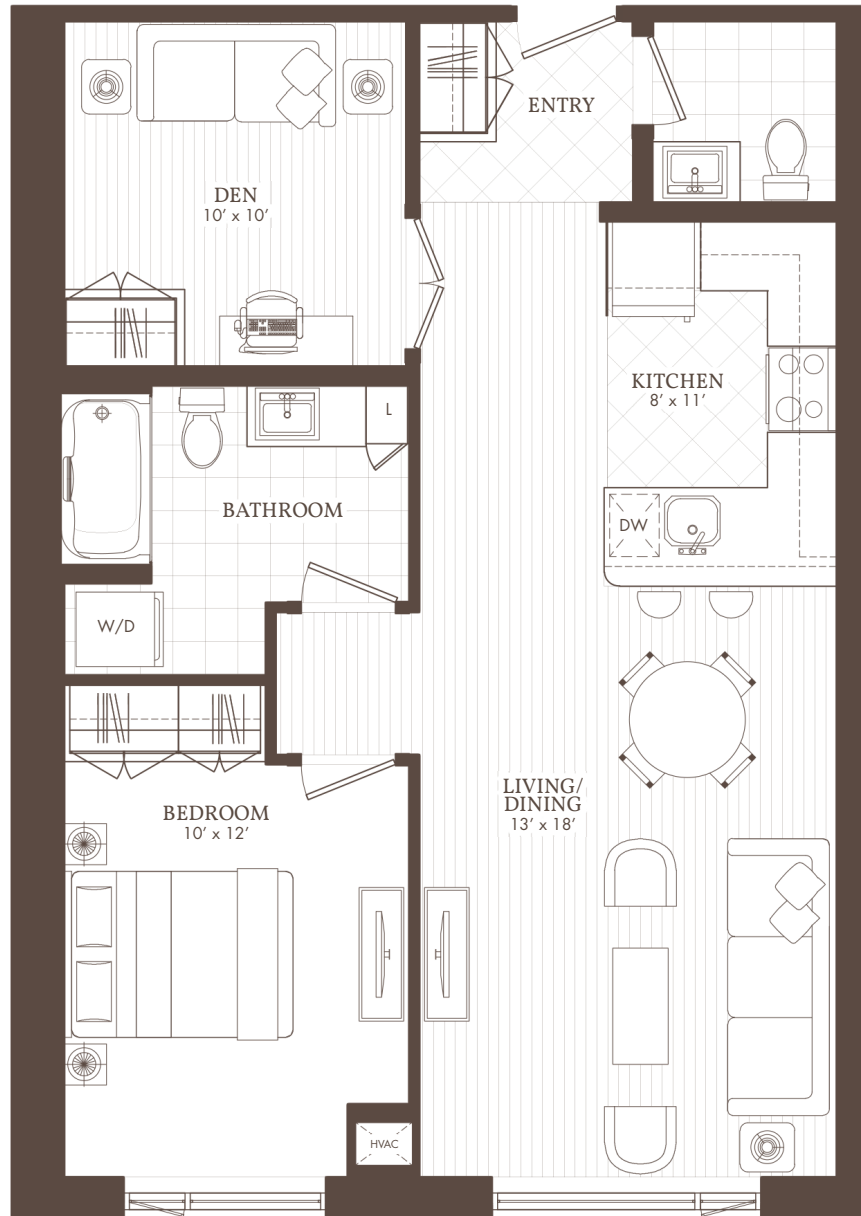 ENTRY
DEN
10’ x 10’
KITCHEN
8’ x 11’
L
BATHROOM
DW
W/D
LIVING/
DINING
13’ x 18’
BEDROOM
10’ x 12’
HVAC